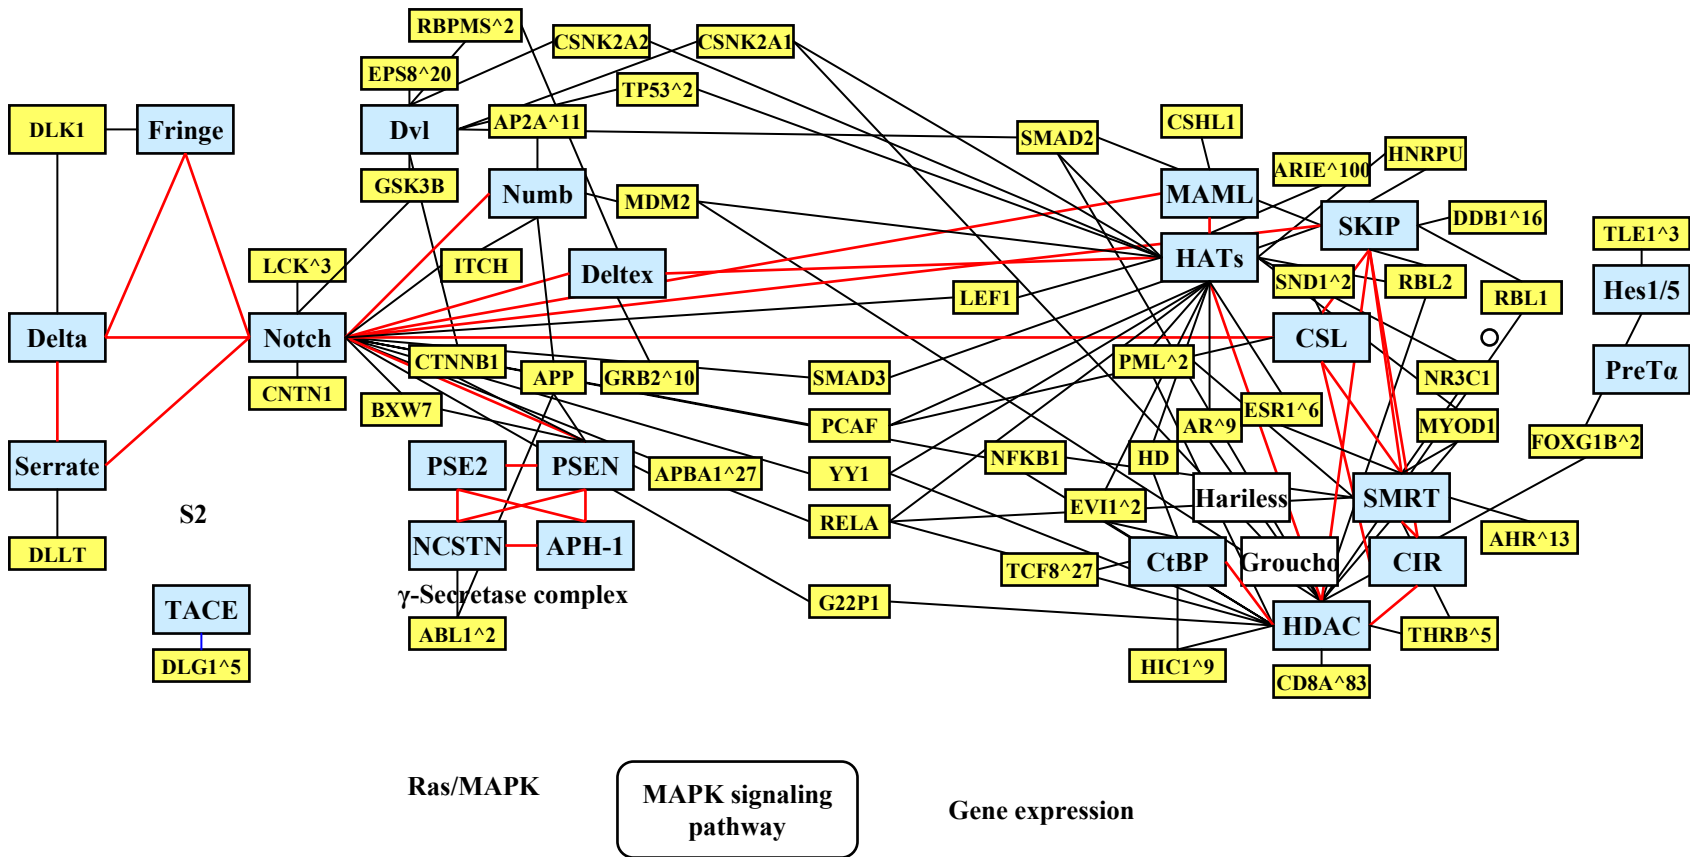 RBPMS^2
CSNK2A2
CSNK2A1
EPS8^20
TP53^2
DLK1
Fringe
Dvl
AP2A^11
SMAD2
CSHL1
HNRPU
ARIE^100
GSK3B
Numb
MDM2
MAML
SKIP
DDB1^16
TLE1^3
LCK^3
ITCH
Deltex
HATs
LEF1
SND1^2
RBL2
RBL1
Hes1/5
Delta
Notch
CSL
CTNNB1
APP
GRB2^10
SMAD3
PML^2
NR3C1
PreTα
CNTN1
BXW7
PCAF
AR^9
ESR1^6
MYOD1
FOXG1B^2
Serrate
PSE2
PSEN
APBA1^27
YY1
NFKB1
HD
Hariless
SMRT
S2
RELA
EVI1^2
AHR^13
DLLT
NCSTN
APH-1
TCF8^27
CtBP
Groucho
CIR
γ-Secretase complex
TACE
G22P1
ABL1^2
HDAC
THRB^5
DLG1^5
HIC1^9
CD8A^83
Ras/MAPK
MAPK signaling
pathway
Gene expression